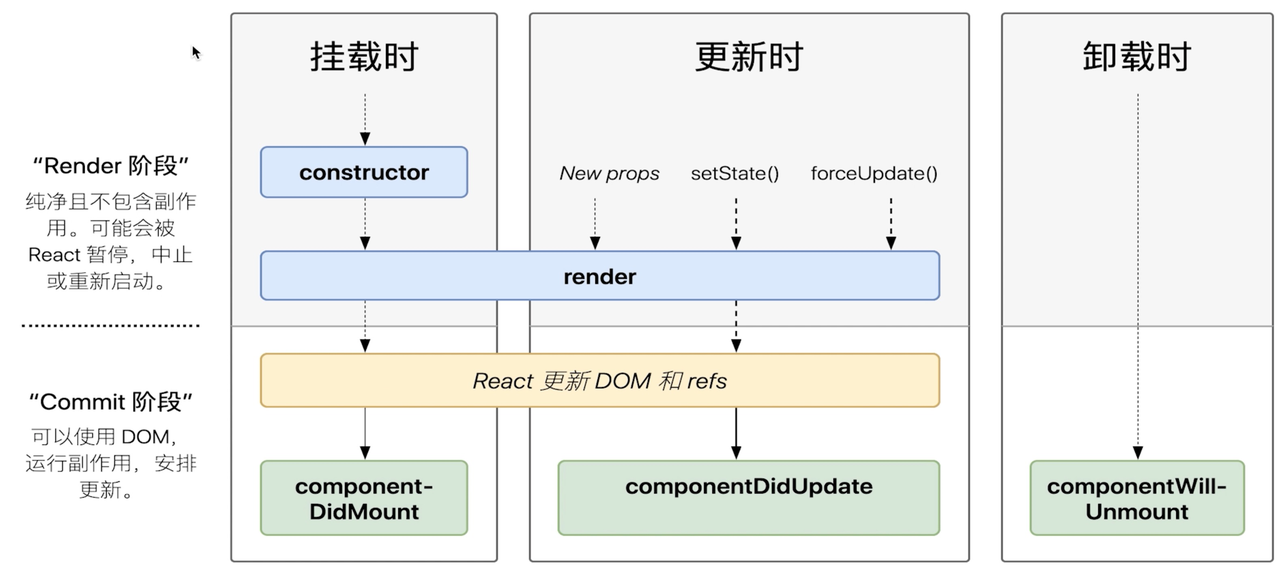 挂载时
更新时
卸载时
“Render 阶段”
纯净且不包含副作
用。可能会被
React 暂停，中止
或重新启动。
constructor
New props
setState()
forceUpdate()
render
“Commit 阶段”
可以使用 DOM，
运行副作用，安排
更新。
React 更新 DOM 和 refs
component-
DidMount
componentDidUpdate
componentWill-
Unmount